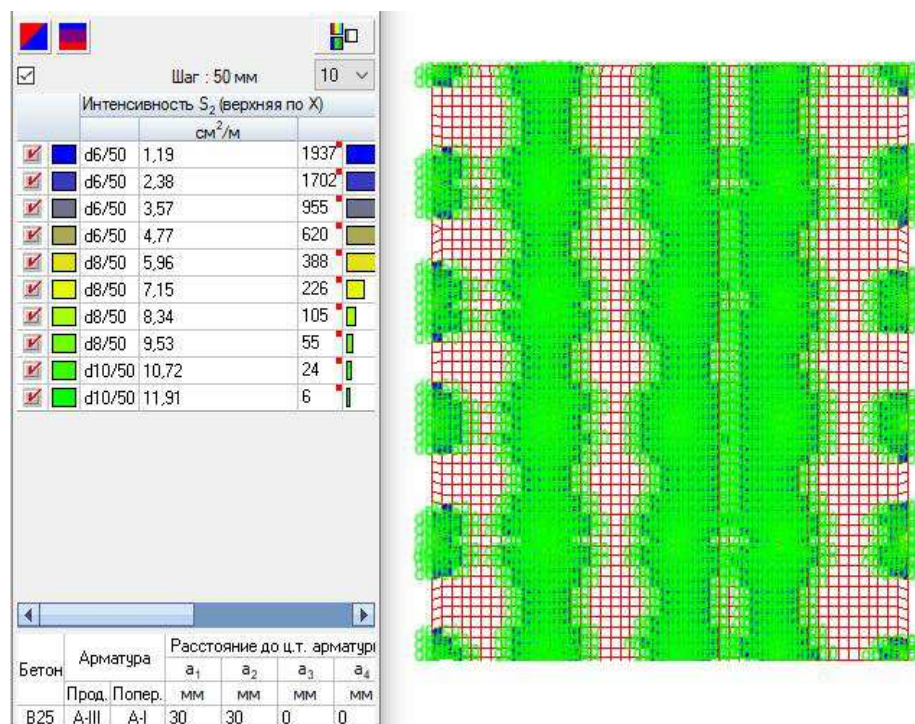 Шаг : 50 мм 10
Интенсивность S2 (верхняя по X)
см2/м
d6/50 1,19 1937
d6/50 2,38 1702
d6/50 3,57 955
d6/50 4,77 620
d8/50 5,96 388
d8/50 7,15 226
d8/50 8,34 105
d8/50 9,53 55
d10/50 10,72 24
d10/50 11,91 6
Бетон Арматура Расстояние до ц.т. арматуры
a1 a2 a3 a4
Прод. Попер. мм мм мм мм
B25 A-III A-I 30 30 0 0